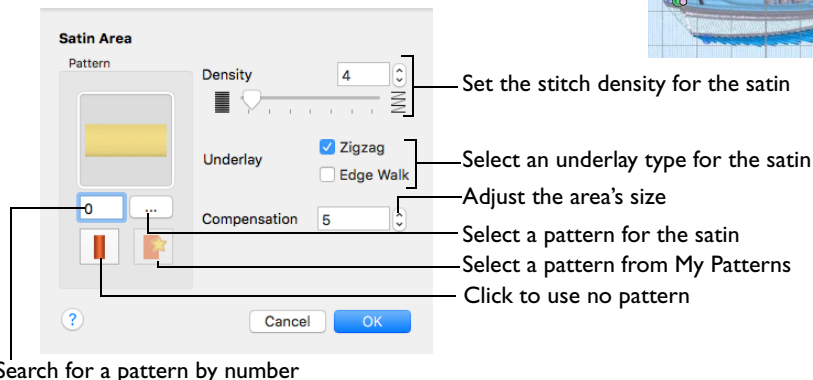 Satin Area
Pattern
Density 4
Set the stitch density for the satin
Underlay
Zigzag
Edge Walk
Select an underlay type for the satin
0 ...
Compensation 5
Adjust the area's size
Select a pattern for the satin
Select a pattern from My Patterns
Click to use no pattern
? Cancel OK
Search for a pattern by number